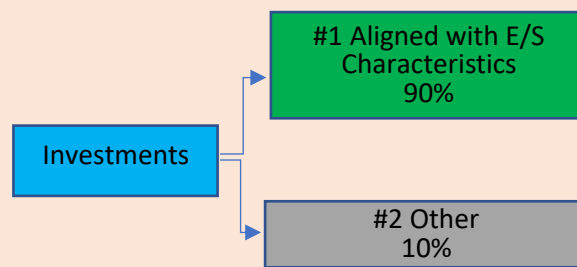 #1 Aligned with E/S
Characteristics
90%
Investments
#2 Other
10%